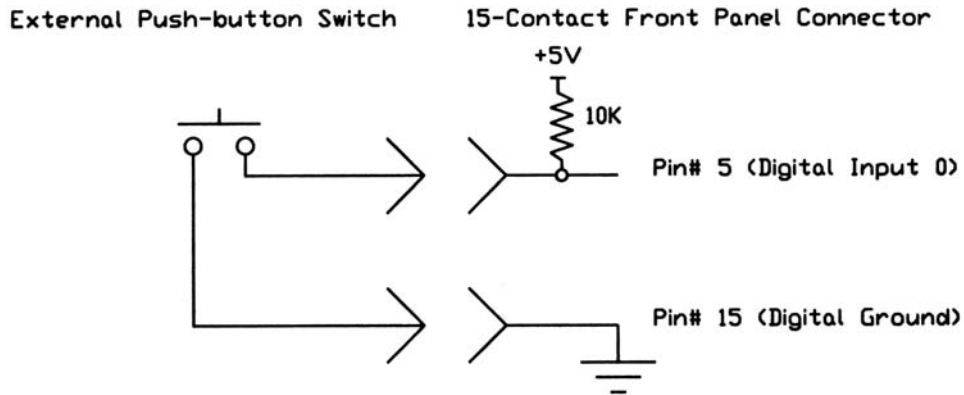 External Push-button Switch
15-Contact Front Panel Connector
+5V
10K
Pin# 5 (Digital Input 0)
Pin# 15 (Digital Ground)